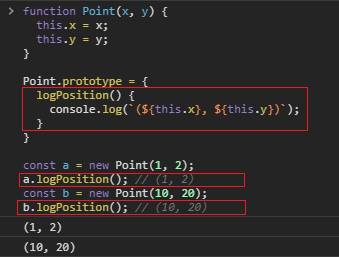 function Point(x, y) {
  this.x = x;
  this.y = y;
}
Point.prototype = {
  logPosition() {
    console.log(`(${this.x}, ${this.y})`);
  }
}
const a = new Point(1, 2);
a.logPosition(); // (1, 2)
const b = new Point(10, 20);
b.logPosition(); // (10, 20)
(1, 2)
(10, 20)